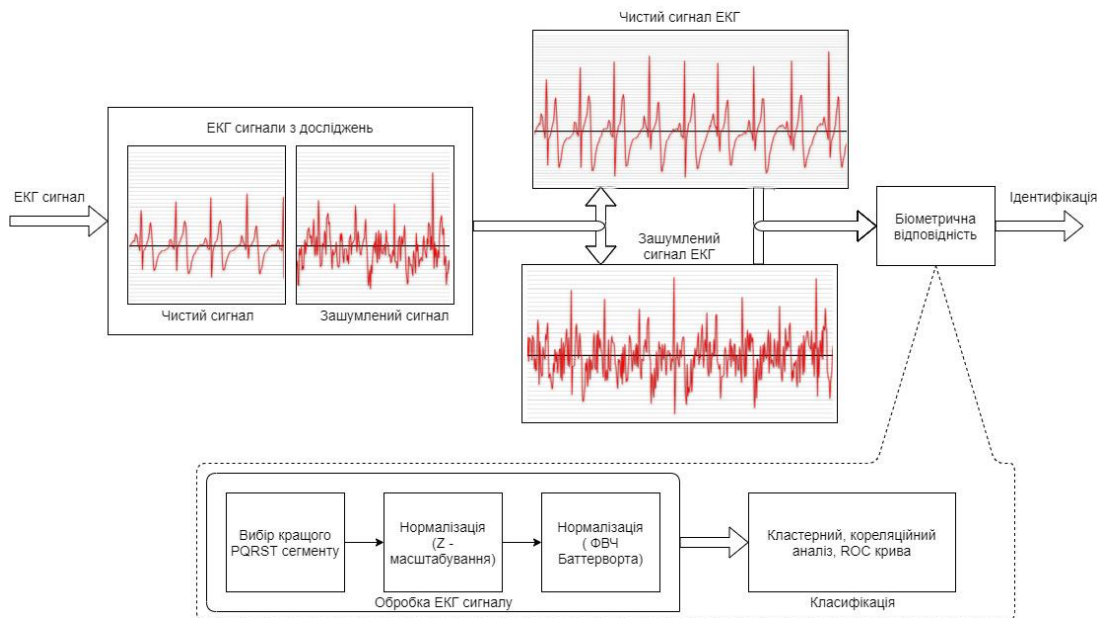 Чистий сигнал ЕКГ
ЕКГ сигнали з досліджень
ЕКГ сигнал
Чистий сигнал
Зашумлений сигнал
Зашумлений
сигнал ЕКГ
Біометрична
відповідність
Ідентифікація
Вибір кращого
PQRST сегменту
Нормалізація
(Z -
масштабування)
Нормалізація
( ФВЧ
Баттерворта)
Обробка ЕКГ сигналу
Кластерний, кореляційний
аналіз, ROC крива
Класифікація